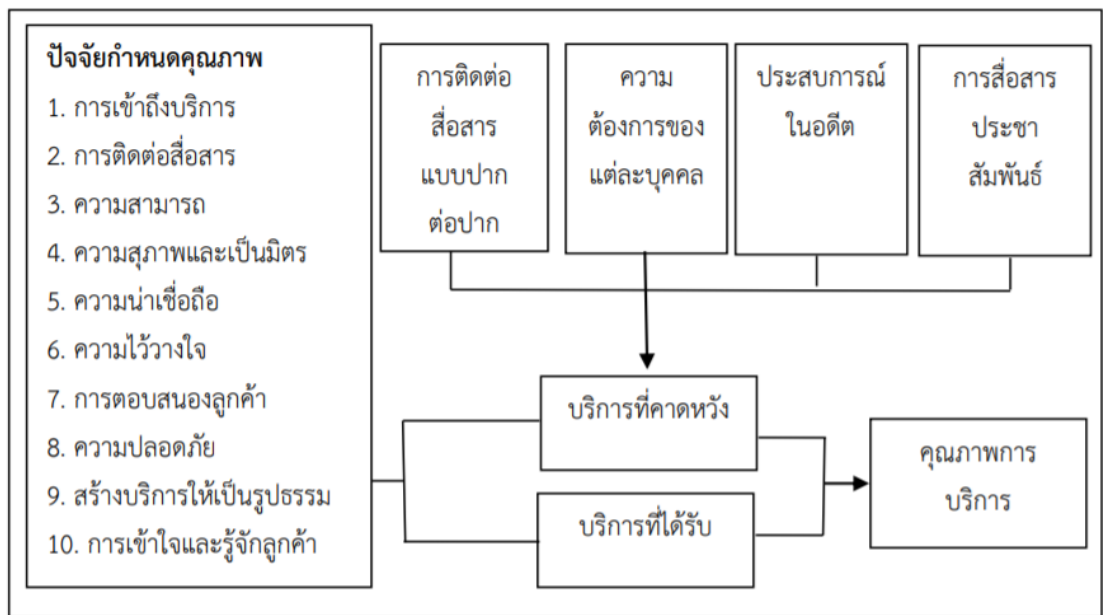 ปัจจัยกำหนดคุณภาพ
1. การเข้าถึงบริการ
2. การติดต่อสื่อสาร
3. ความสามารถ
4. ความสุภาพและเป็นมิตร
5. ความน่าเชื่อถือ
6. ความไว้วางใจ
7. การตอบสนองลูกค้า
8. ความปลอดภัย
9. สร้างบริการให้เป็นรูปธรรม
10. การเข้าใจและรู้จักลูกค้า
การติดต่อ
สื่อสาร
แบบปาก
ต่อปาก
ความ
ต้องการของ
แต่ละบุคคล
ประสบการณ์
ในอดีต
การสื่อสาร
ประชา
สัมพันธ์
บริการที่คาดหวัง
บริการที่ได้รับ
คุณภาพการ
บริการ